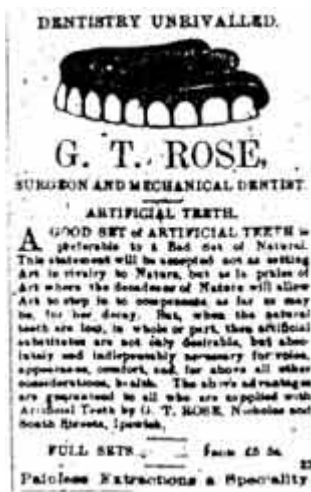 DENTISTRY UNRIVALLED.
G. T. ROSE,
SURGEON AND MECHANICAL DENTIST.
ARTIFICIAL TEETH.
A GOOD SET of ARTIFICIAL TEETH is
preferable to a Bad Set of Natural.
This statement will be accepted not as setting
Art in rivalry to Nature, but as in praise of
Art where the decadence of Nature will allow
Art to step in to compensate as far as may
be, for her decay. But, when the natural
teeth are lost, in whole or part, then artificial
substitutes are not only desirable, but abso-
lutely and indispensably necessary for voice,
appearance, comfort, and, far above all other
considerations, health. The above advantages
are guaranteed to all who are supplied with
Artificial Teeth by G. T. ROSE, Nicholas and
South Streets, Ipswich.
FULL SETS .. .. From £5 5s.
Painless Extractions a Speciality